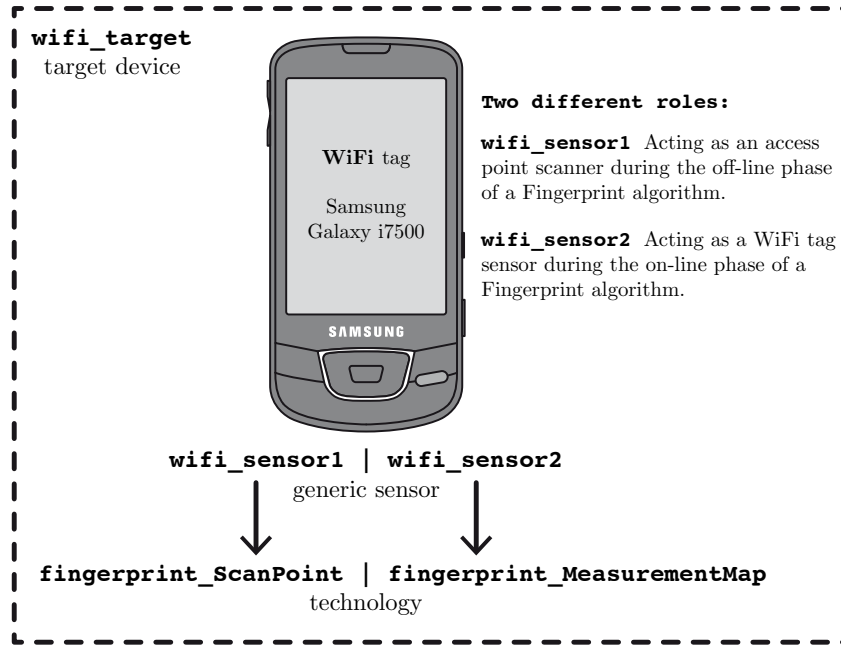 wifi_target
target device
WiFi tag
Samsung
Galaxy i7500
SAMSUNG
Two different roles:
wifi_sensor1 Acting as an access
point scanner during the off-line phase
of a Fingerprint algorithm.
wifi_sensor2 Acting as a WiFi tag
sensor during the on-line phase of a
Fingerprint algorithm.
wifi_sensor1 | wifi_sensor2
generic sensor
fingerprint_ScanPoint | fingerprint_MeasurementMap
technology